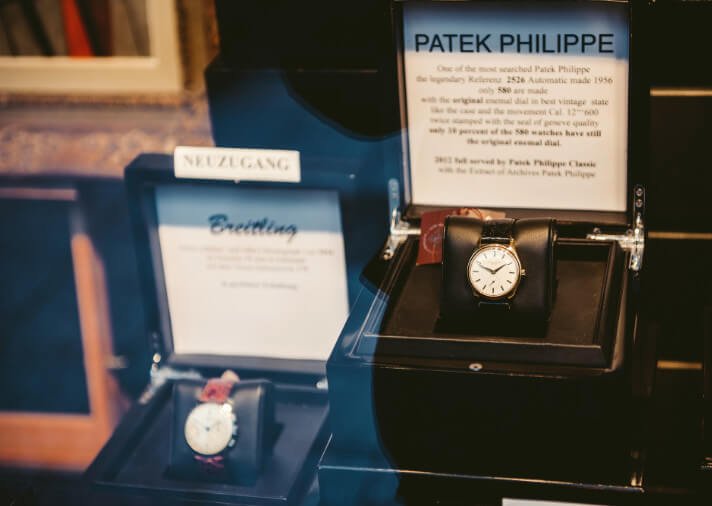 PATEK PHILIPPE
One of the most searched Patek Philippe
the legendary Referenz 2526 Automatic made 1956
only 580 are made
with the original enemal dial in best vintage state
like the case and the movement Cal. 12'''600
twice stamped with the seal of geneve quality
only 10 percent of the 580 watches have still
the original enemal dial.
2012 full served by Patek Philippe Classic
with the Extract of Archives Patek Philippe
NEUZUGANG
Breitling